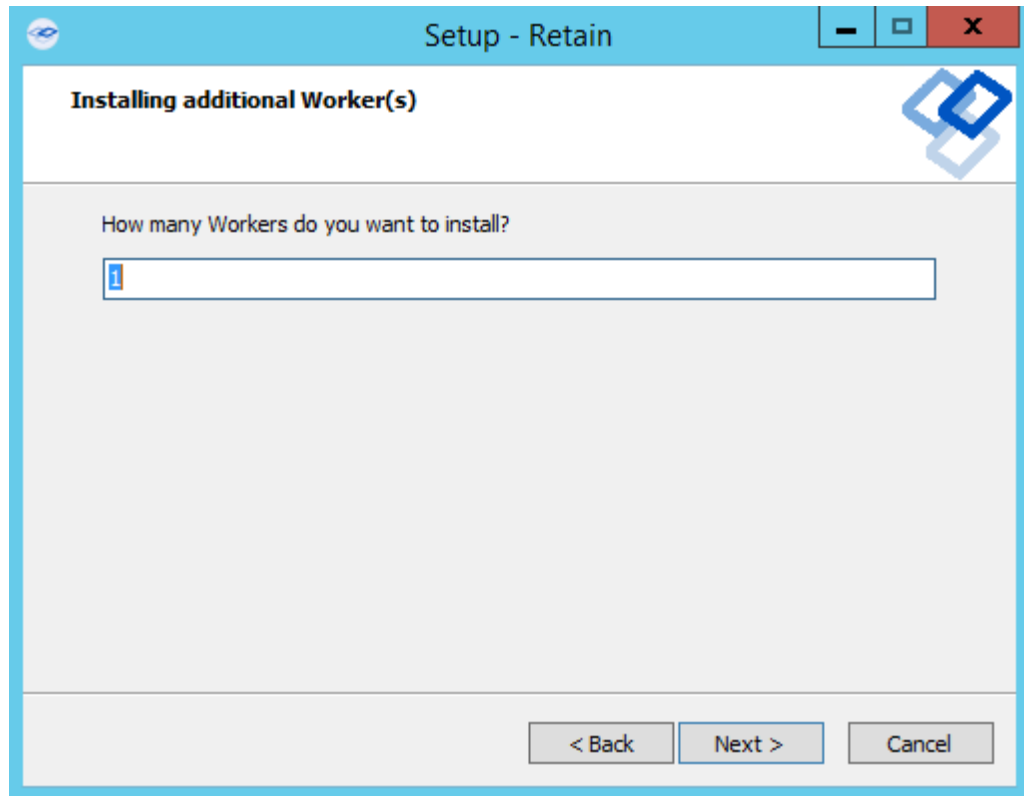 Setup - Retain
Installing additional Worker(s)
How many Workers do you want to install?
1
< Back Next > Cancel